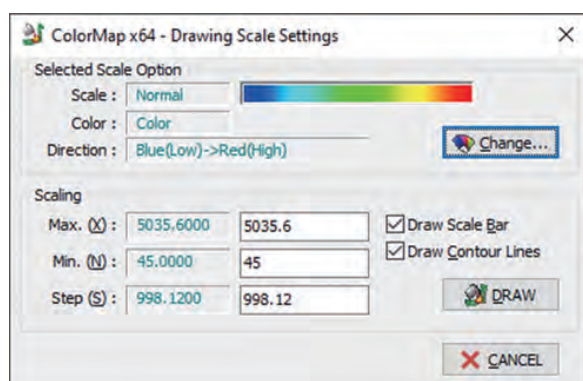 ColorMap x64 - Drawing Scale Settings
Selected Scale Option
Scale : Normal
Color : Color
Direction : Blue(Low)->Red(High)
Change...
Scaling
Max. (X) : 5035.6000 5035.6 Draw Scale Bar
Min. (N) : 45.0000 45 Draw Contour Lines
Step (S) : 998.1200 998.12 DRAW
CANCEL